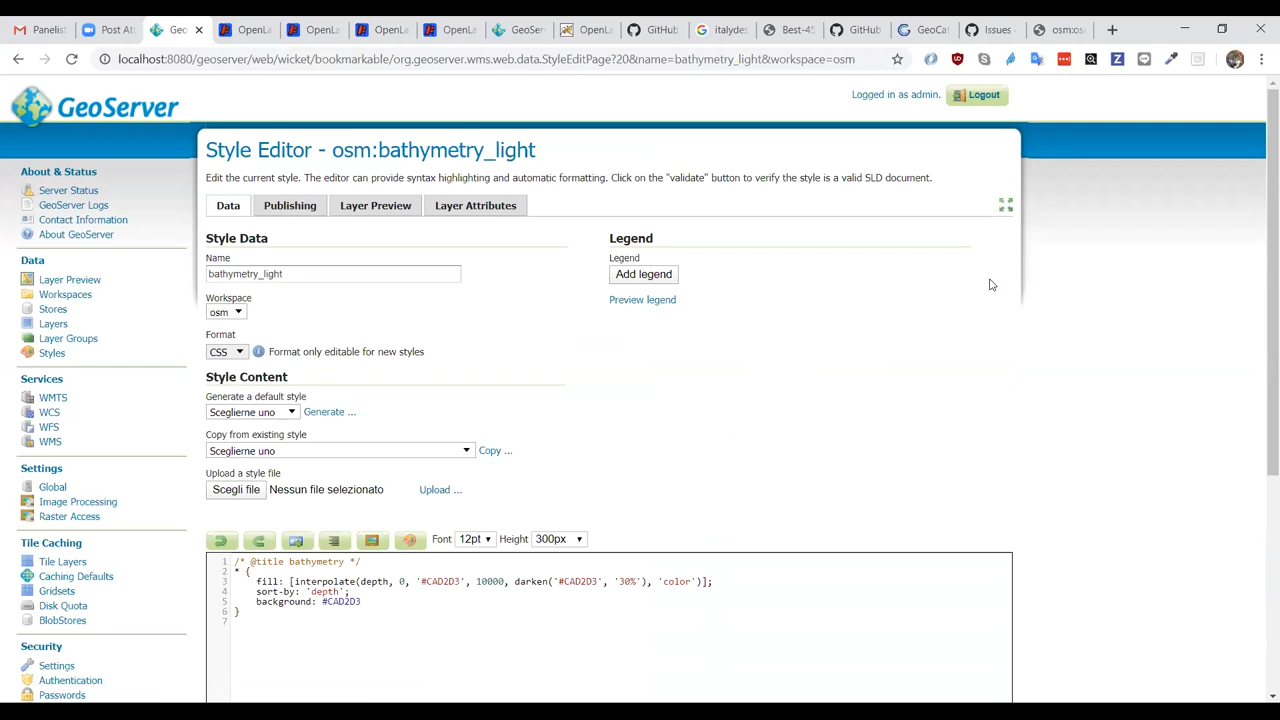 Panelist
Post At
Geo
OpenLa
OpenLa
OpenLa
OpenLa
GeoSer
OpenLa
GitHub
italydes
Best-45
GitHub
GeoCat
Issues -
osm:os
localhost:8080/geoserver/web/wicket/bookmarkable/org.geoserver.wms.web.data.StyleEditPage?20&name=bathymetry_light&workspace=osm
GeoServer
Logged in as admin.
Logout
About & Status
Server Status
GeoServer Logs
Contact Information
About GeoServer
Data
Layer Preview
Workspaces
Stores
Layers
Layer Groups
Styles
Services
WMTS
WCS
WFS
WMS
Settings
Global
Image Processing
Raster Access
Tile Caching
Tile Layers
Caching Defaults
Gridsets
Disk Quota
BlobStores
Security
Settings
Authentication
Passwords
Style Editor - osm:bathymetry_light
Edit the current style. The editor can provide syntax highlighting and automatic formatting. Click on the "validate" button to verify the style is a valid SLD document.
Data
Publishing
Layer Preview
Layer Attributes
Style Data
Name
bathymetry_light
Workspace
osm
Format
CSS
Format only editable for new styles
Legend
Legend
Add legend
Preview legend
Style Content
Generate a default style
Sceglierne uno
Generate ...
Copy from existing style
Sceglierne uno
Copy ...
Upload a style file
Scegli file
Nessun file selezionato
Upload ...
Font 12pt Height 300px
1 /* @title bathymetry */
2 * {
3 fill: [interpolate(depth, 0, '#CAD2D3', 10000, darken('#CAD2D3', '30%'), 'color')];
4 sort-by: 'depth';
5 background: #CAD2D3
6 }
7